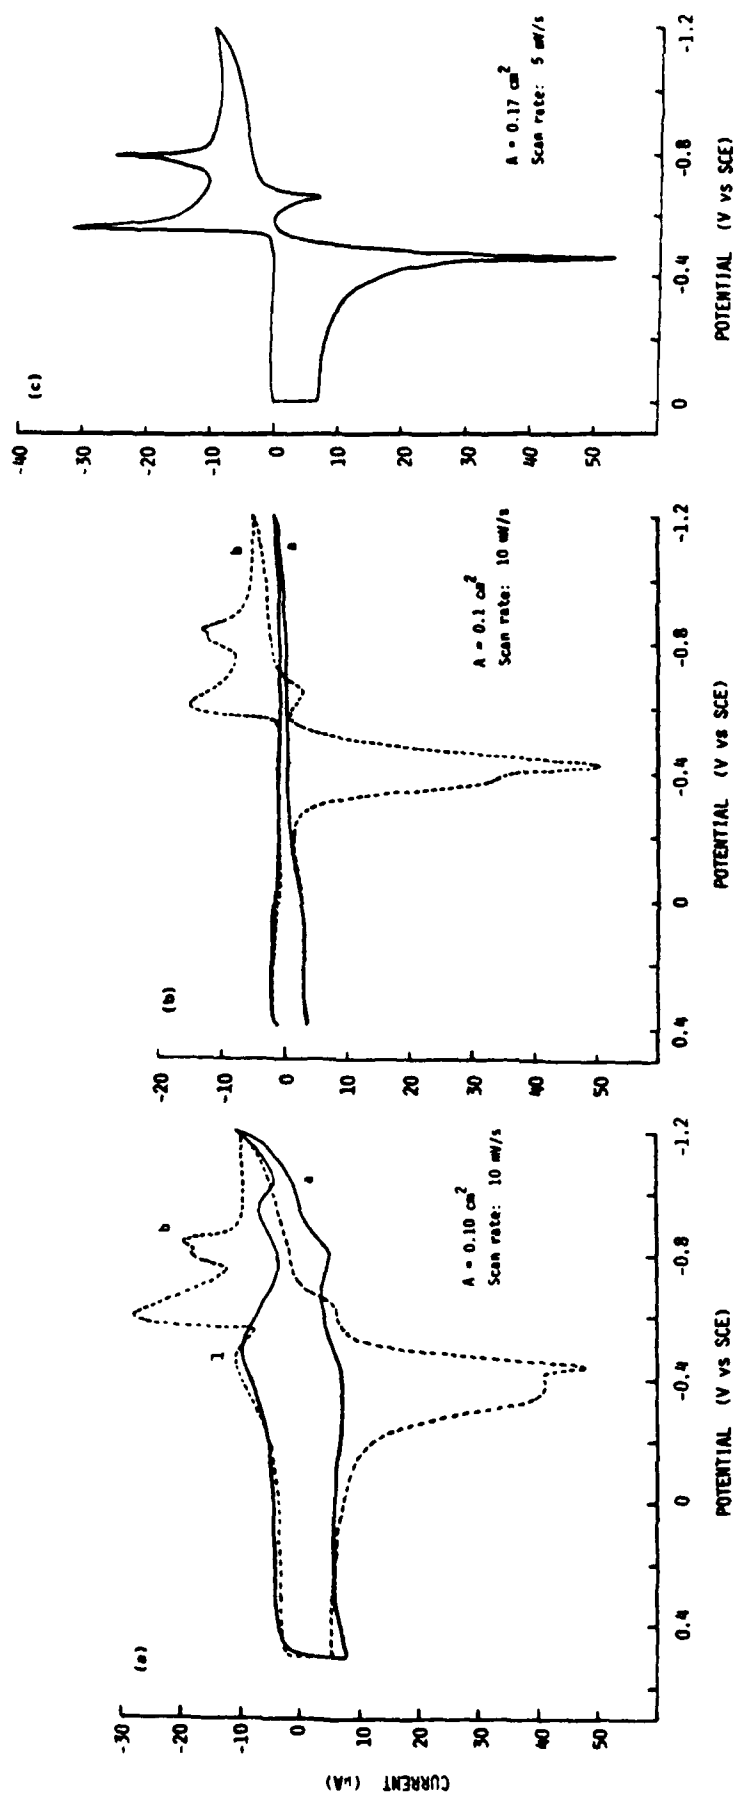 (a)
-30
-20
-10
0
10
20
30
40
50
CURRENT (μA)
1
b
a
A = 0.10 cm²
Scan rate: 10 mV/s
0.4
0
-0.4
-0.8
-1.2
POTENTIAL (V vs SCE)
(b)
-20
-10
0
10
20
30
40
50
b
a
A = 0.1 cm²
Scan rate: 10 mV/s
0.4
0
-0.4
-0.8
-1.2
POTENTIAL (V vs SCE)
(c)
-40
-30
-20
-10
0
10
20
30
40
50
A = 0.17 cm²
Scan rate: 5 mV/s
0
-0.4
-0.8
-1.2
POTENTIAL (V vs SCE)